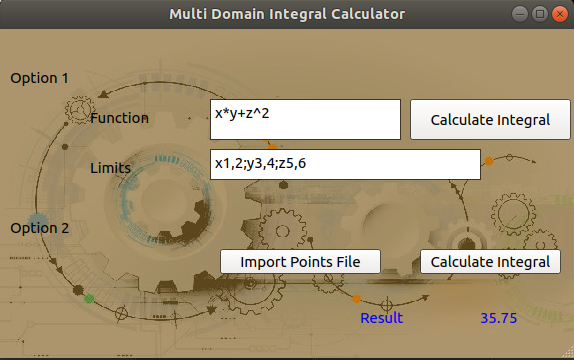 Multi Domain Integral Calculator
Option 1
Function
x*y+z^2
Calculate Integral
Limits
x1,2;y3,4;z5,6
Option 2
Import Points File
Calculate Integral
Result 35.75